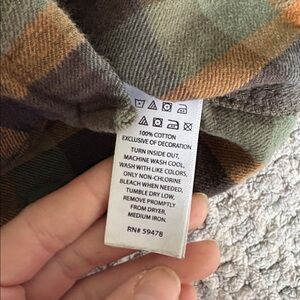 100% COTTON
EXCLUSIVE OF DECORATION
TURN INSIDE OUT,
MACHINE WASH COOL,
WASH WITH LIKE COLORS,
ONLY NON-CHLORINE
BLEACH WHEN NEEDED,
TUMBLE DRY LOW,
REMOVE PROMPTLY
FROM DRYER,
MEDIUM IRON.
RN# 59478